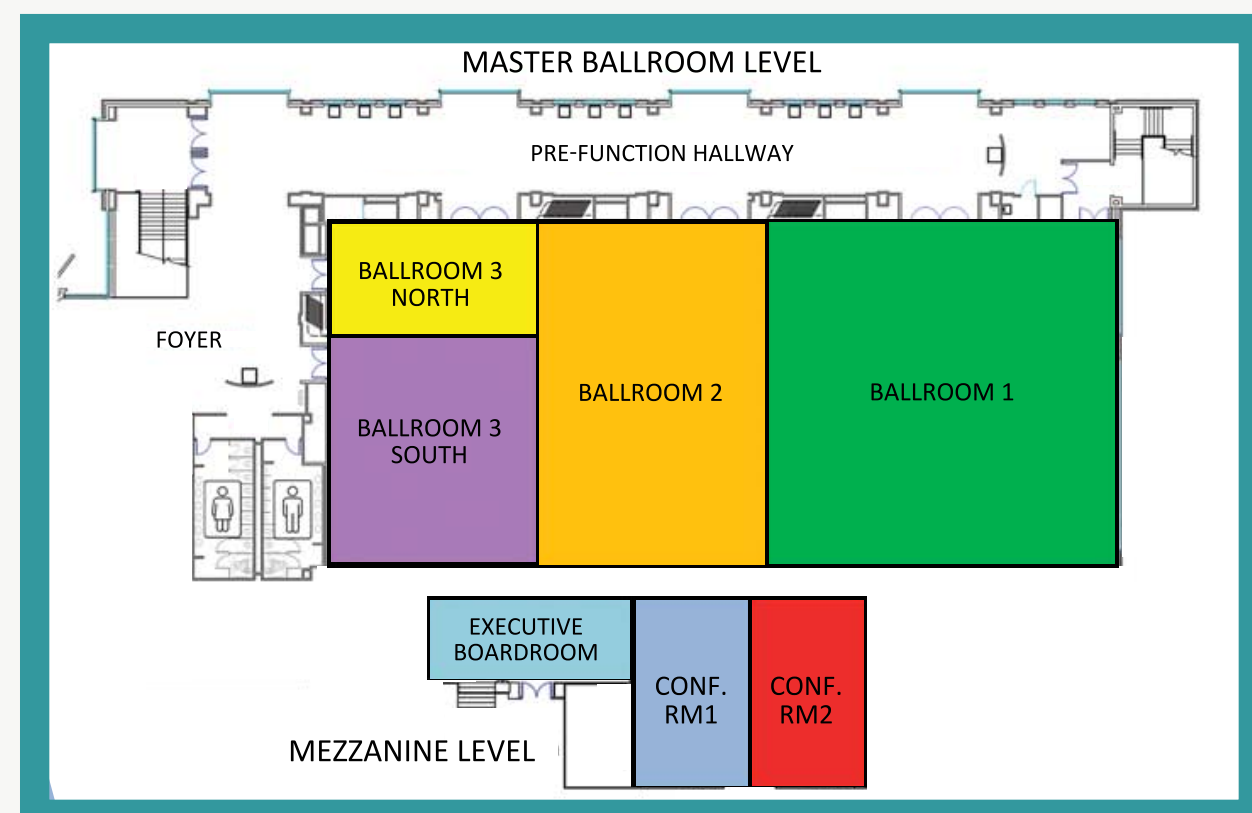 MASTER BALLROOM LEVEL
PRE-FUNCTION HALLWAY
BALLROOM 3
NORTH
FOYER
BALLROOM 2
BALLROOM 1
BALLROOM 3
SOUTH
EXECUTIVE
BOARDROOM
CONF.
RM1
CONF.
RM2
MEZZANINE LEVEL